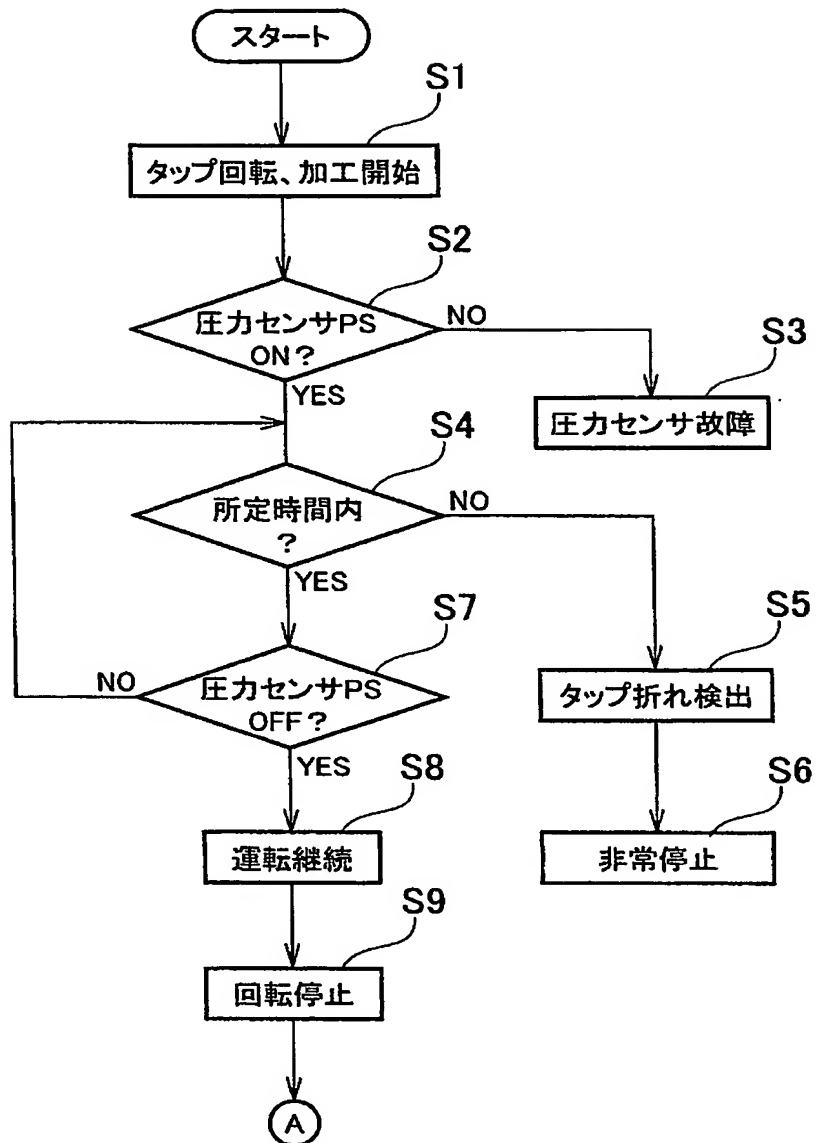 スタート
S1
タップ回転、加工開始
S2
圧力センサPS
ON?
NO
YES
S3
圧力センサ故障
S4
所定時間内
?
NO
YES
S5
タップ折れ検出
S6
非常停止
S7
圧力センサPS
OFF?
NO
YES
S8
運転継続
S9
回転停止
A